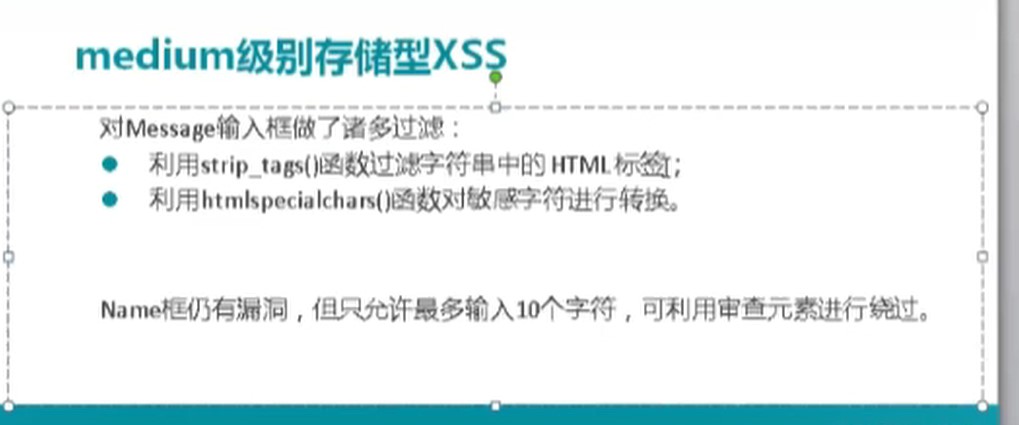 medium级别存储型XSS
对Message输入框做了诸多过滤：
利用strip_tags()函数过滤字符串中的 HTML 标签；
利用htmlspecialchars()函数对敏感字符进行转换。
Name框仍有漏洞，但只允许最多输入10个字符，可利用审查元素进行绕过。